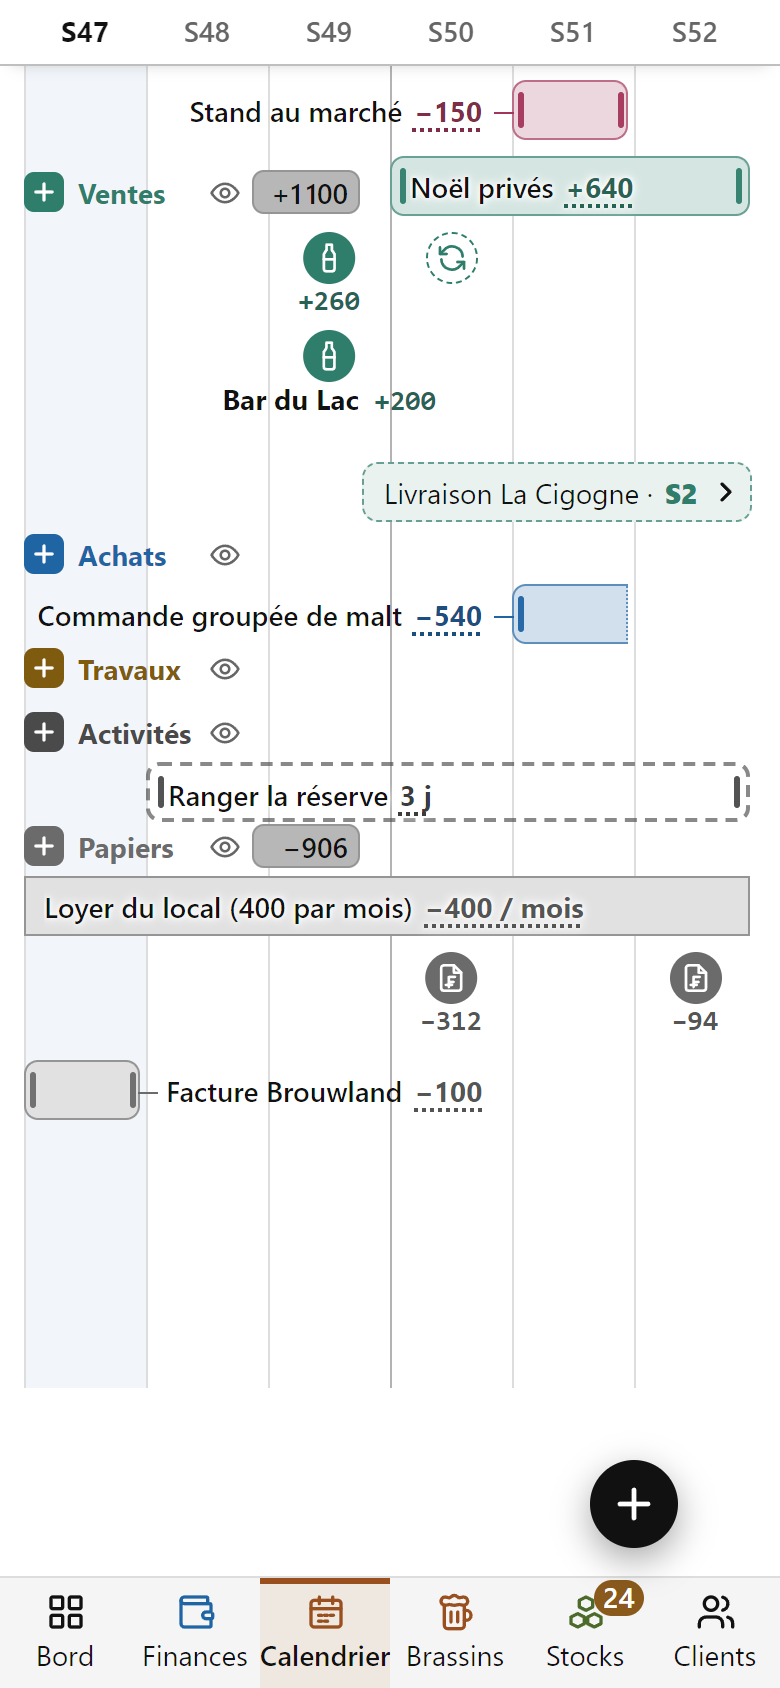 S47 S48 S49 S50 S51 S52
Stand au marché −150
Ventes +1100 Noël privés +640
+260
Bar du Lac +200
Livraison La Cigogne · S2
Achats
Commande groupée de malt −540
Travaux
Activités
Ranger la réserve 3 j
Papiers −906
Loyer du local (400 par mois) −400 / mois
−312 −94
Facture Brouwland −100
24
Bord Finances Calendrier Brassins Stocks Clients